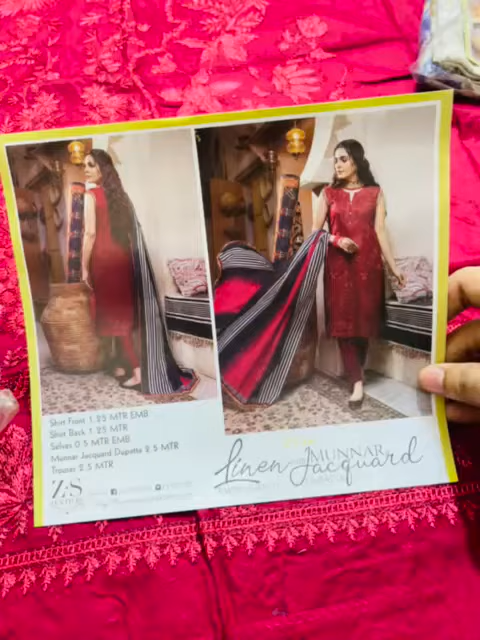 Shirt Front 1.25 MTR EMB
Shirt Back 1.25 MTR
Salves 0.5 MTR EMB
Munnar Jacquard Dupatta 2.5 MTR
Trouser 2.5 MTR
Z.S
MUNNAR
Linen Jacquard